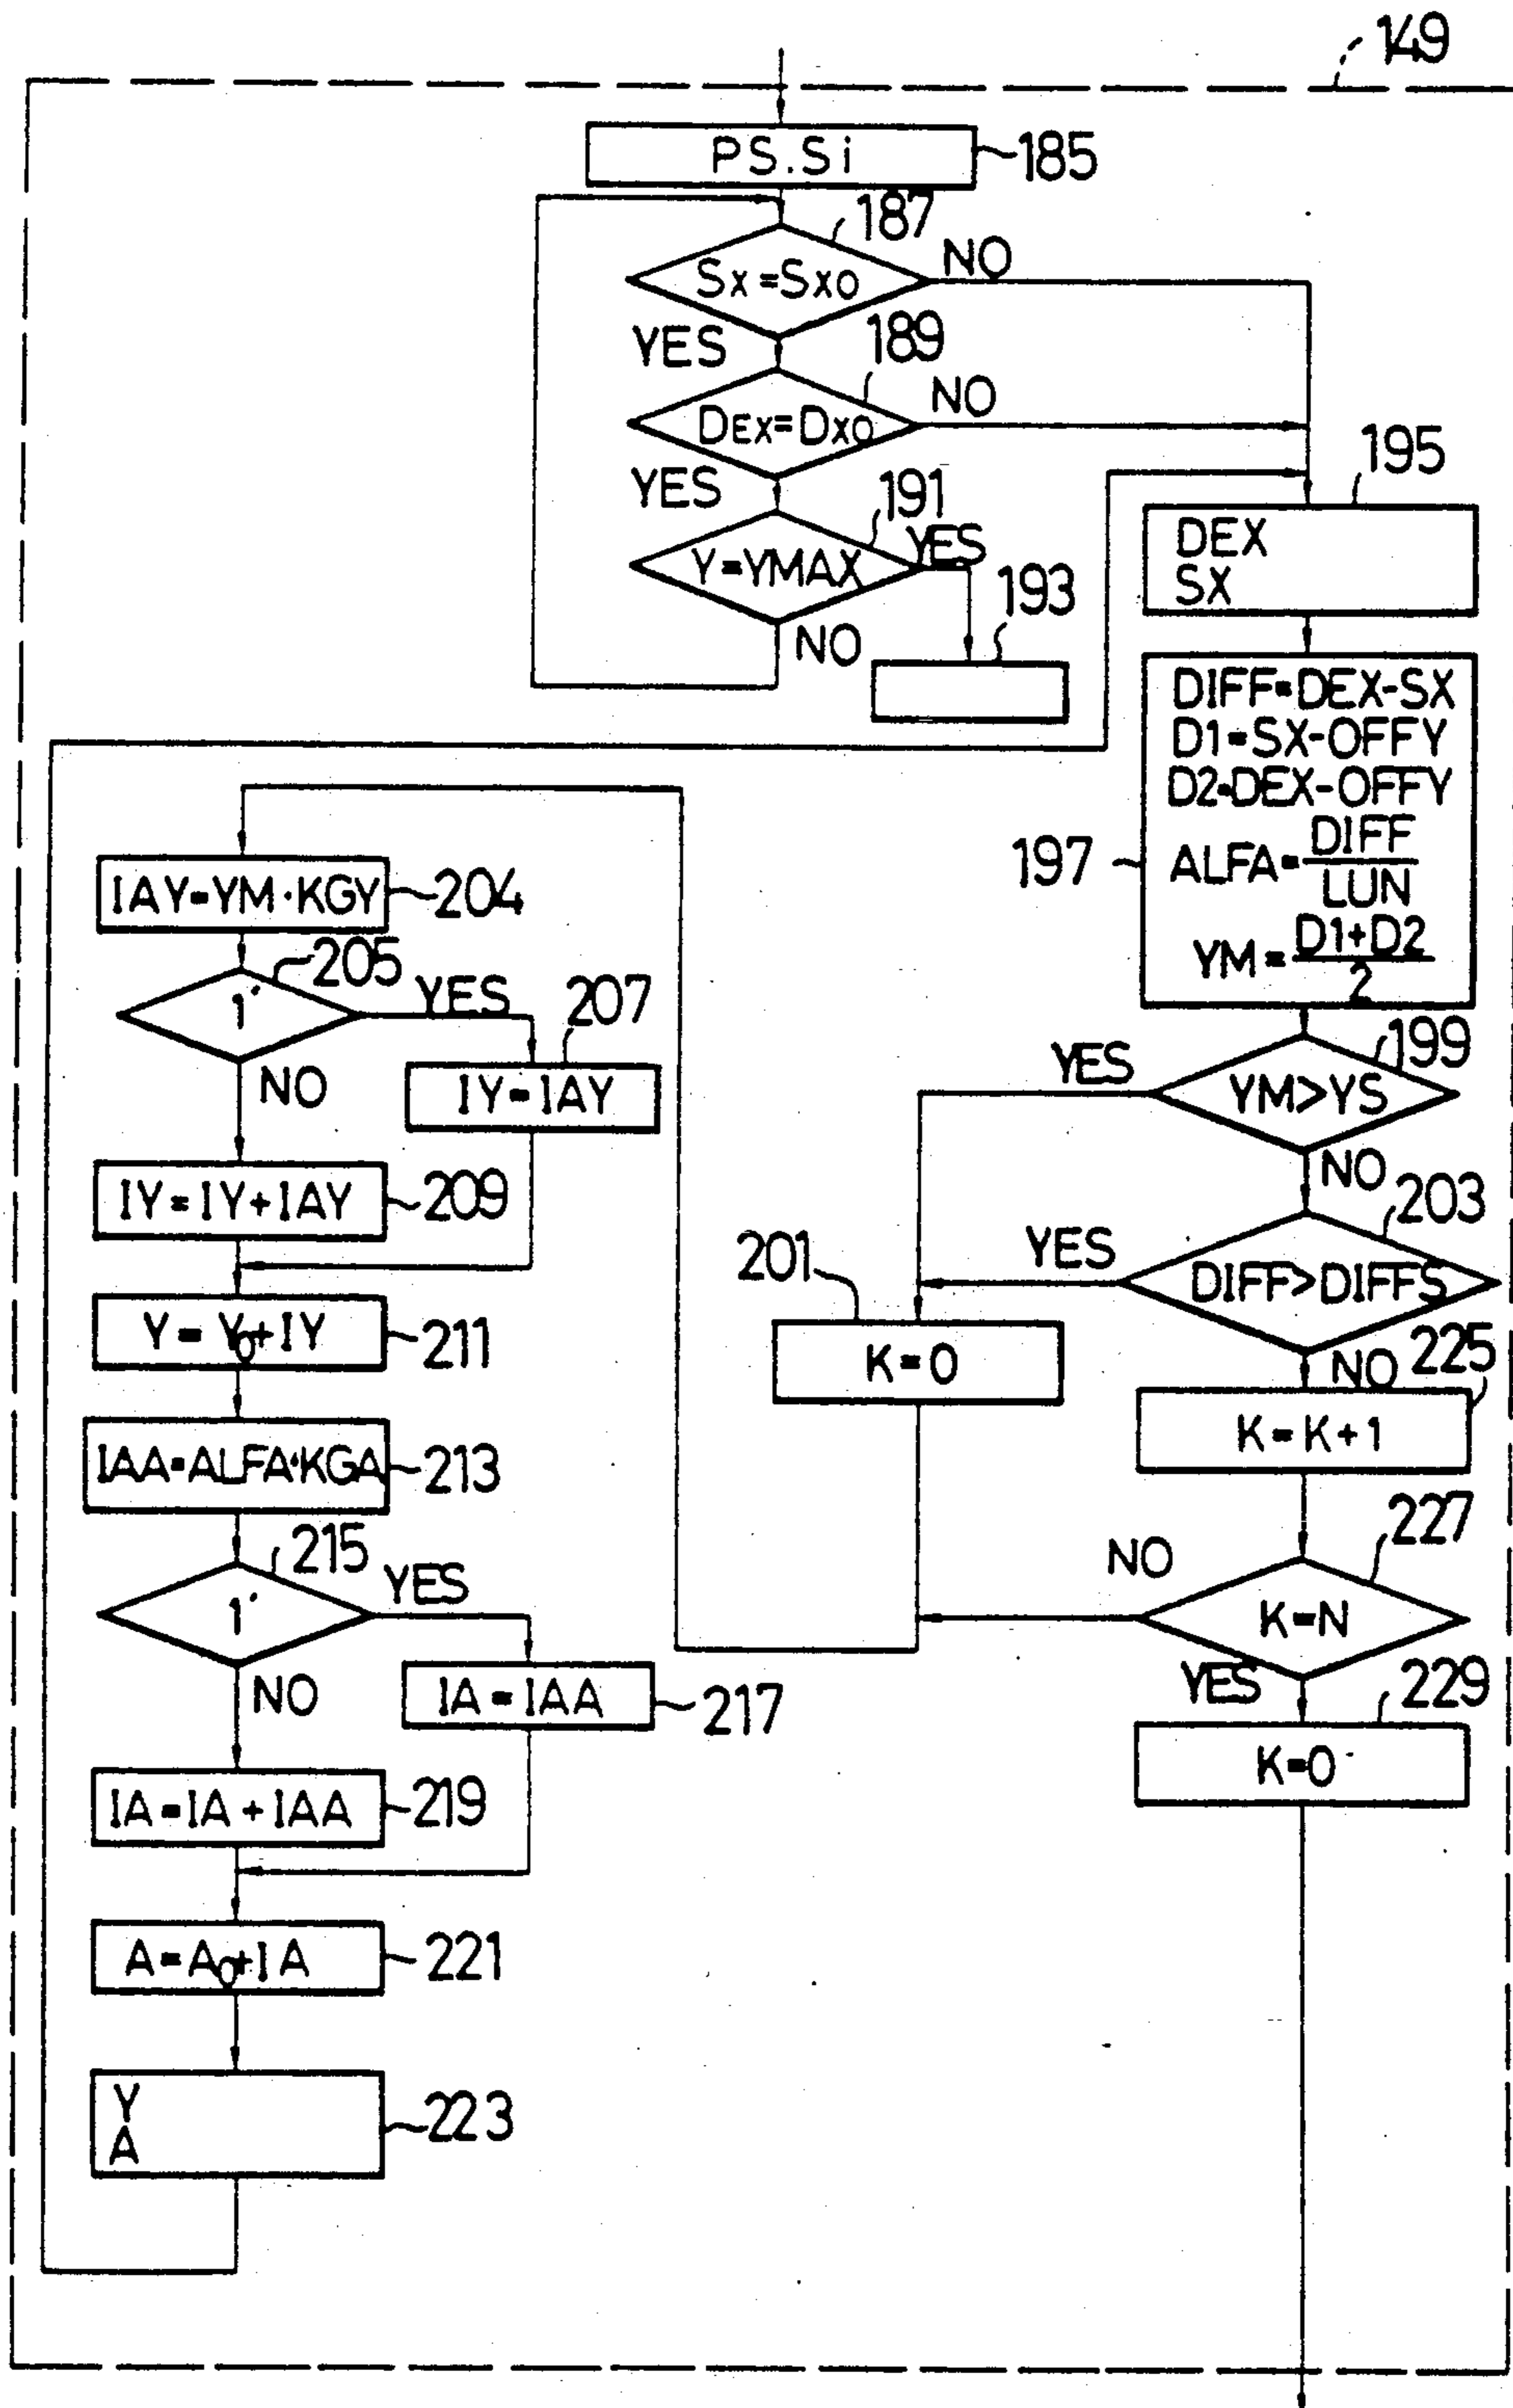 149
PS.Si
185
187
Sx=Sxo
NO
YES
189
DEX=Dxo
NO
YES
191
Y=YMAX
YES
NO
193
195
DEX
SX
197
DIFF=DEX-SX
D1=SX-OFFY
D2=DEX-OFFY
ALFA=DIFF/LUN
YM=D1+D2/2
199
YES
YM>YS
NO
203
YES
DIFF>DIFFS
NO
201
K=0
225
K=K+1
227
NO
K=N
YES
229
K=0
IAY=YM·KGY
204
205
1'
YES
NO
207
IY=IAY
IY=IY+IAY
209
Y=Y0+IY
211
IAA=ALFA·KGA
213
215
1'
YES
NO
IA=IAA
217
IA=IA+IAA
219
A=A0+IA
221
Y
A
223